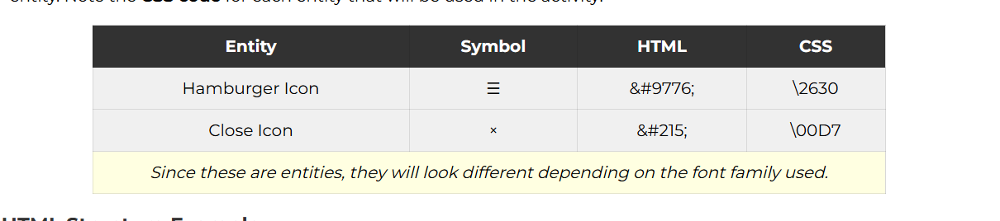 entity. Note the CSS code for each entity that will be used in the activity.
Entity Symbol HTML CSS
Hamburger Icon ☰ &#9776; \2630
Close Icon × &#215; \00D7
Since these are entities, they will look different depending on the font family used.
HTML Structure